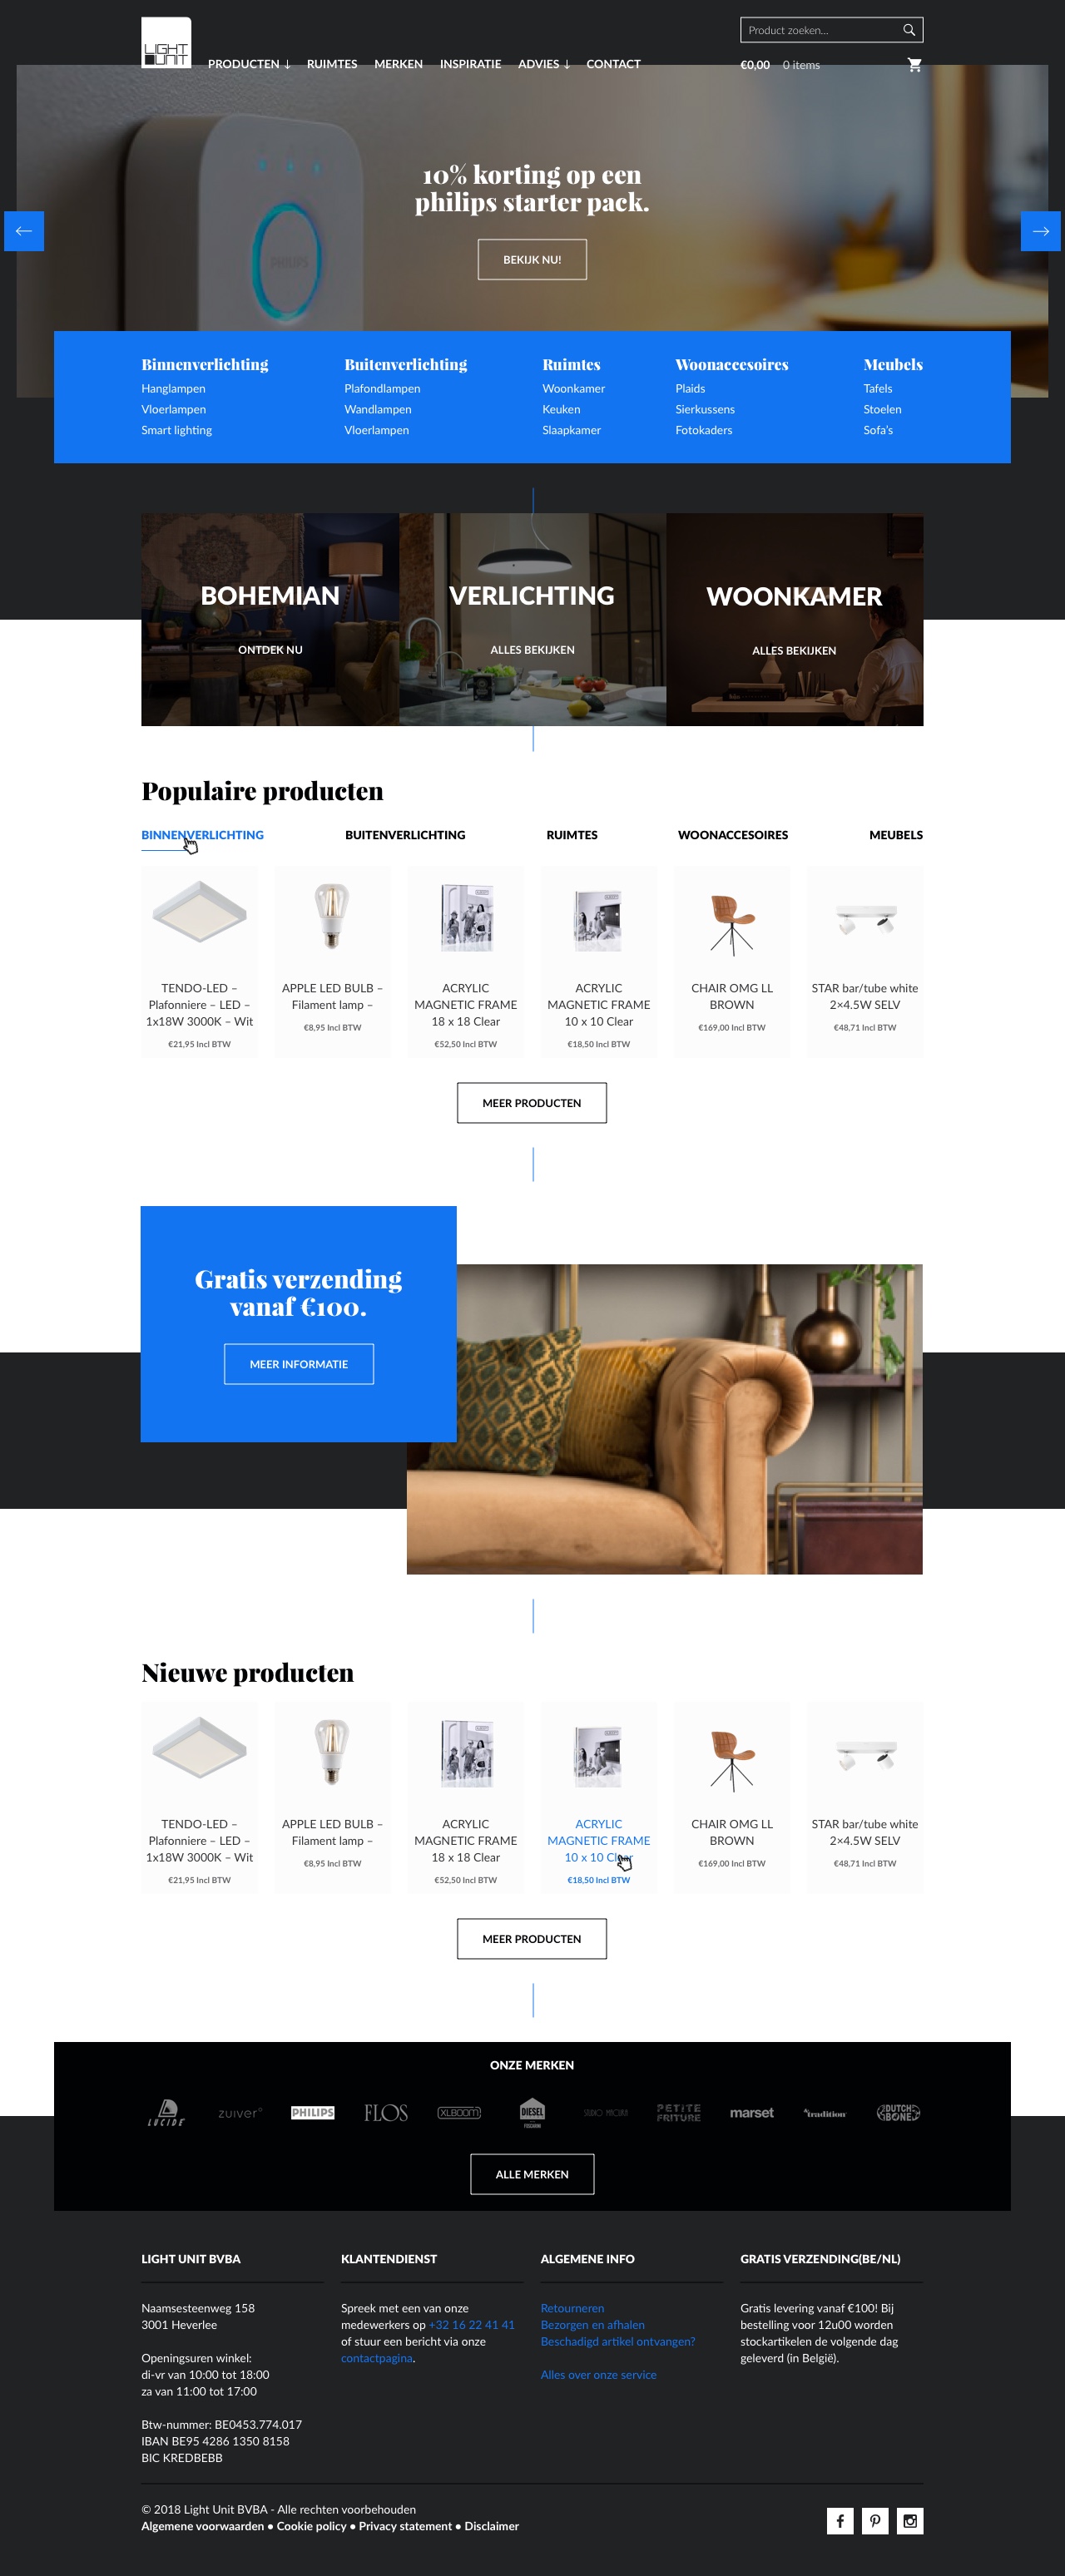 LIGHT
UNIT
Product zoeken...
PRODUCTEN ↓ RUIMTES MERKEN INSPIRATIE ADVIES ↓ CONTACT
€0,00 0 items
10% korting op een
philips starter pack.
PHILIPS
BEKIJK NU!
Binnenverlichting
Hanglampen
Vloerlampen
Smart lighting
Buitenverlichting
Plafondlampen
Wandlampen
Vloerlampen
Ruimtes
Woonkamer
Keuken
Slaapkamer
Woonaccesoires
Plaids
Sierkussens
Fotokaders
Meubels
Tafels
Stoelen
Sofa's
BOHEMIAN
ONTDEK NU
VERLICHTING
ALLES BEKIJKEN
WOONKAMER
ALLES BEKIJKEN
Populaire producten
BINNENVERLICHTING BUITENVERLICHTING RUIMTES WOONACCESOIRES MEUBELS
TENDO-LED –
Plafonniere – LED –
1x18W 3000K – Wit
€21,95 Incl BTW
APPLE LED BULB –
Filament lamp –
€8,95 Incl BTW
ACRYLIC
MAGNETIC FRAME
18 x 18 Clear
€52,50 Incl BTW
ACRYLIC
MAGNETIC FRAME
10 x 10 Clear
€18,50 Incl BTW
CHAIR OMG LL
BROWN
€169,00 Incl BTW
STAR bar/tube white
2×4.5W SELV
€48,71 Incl BTW
MEER PRODUCTEN
Gratis verzending
vanaf €100.
MEER INFORMATIE
Nieuwe producten
TENDO-LED –
Plafonniere – LED –
1x18W 3000K – Wit
€21,95 Incl BTW
APPLE LED BULB –
Filament lamp –
€8,95 Incl BTW
ACRYLIC
MAGNETIC FRAME
18 x 18 Clear
€52,50 Incl BTW
ACRYLIC
MAGNETIC FRAME
10 x 10 Clear
€18,50 Incl BTW
CHAIR OMG LL
BROWN
€169,00 Incl BTW
STAR bar/tube white
2×4.5W SELV
€48,71 Incl BTW
MEER PRODUCTEN
ONZE MERKEN
LUCIDE
zuiver
PHILIPS
FLOS
XLBOOM
DIESEL
FOSCARINI
PETITE
FRITURE
marset
&tradition
DUTCH
BONE
ALLE MERKEN
LIGHT UNIT BVBA
Naamsesteenweg 158
3001 Heverlee
Openingsuren winkel:
di-vr van 10:00 tot 18:00
za van 11:00 tot 17:00
Btw-nummer: BE0453.774.017
IBAN BE95 4286 1350 8158
BIC KREDBEBB
KLANTENDIENST
Spreek met een van onze
medewerkers op +32 16 22 41 41
of stuur een bericht via onze
contactpagina.
ALGEMENE INFO
Retourneren
Bezorgen en afhalen
Beschadigd artikel ontvangen?
Alles over onze service
GRATIS VERZENDING(BE/NL)
Gratis levering vanaf €100! Bij
bestelling voor 12u00 worden
stockartikelen de volgende dag
geleverd (in België).
© 2018 Light Unit BVBA - Alle rechten voorbehouden
Algemene voorwaarden • Cookie policy • Privacy statement • Disclaimer